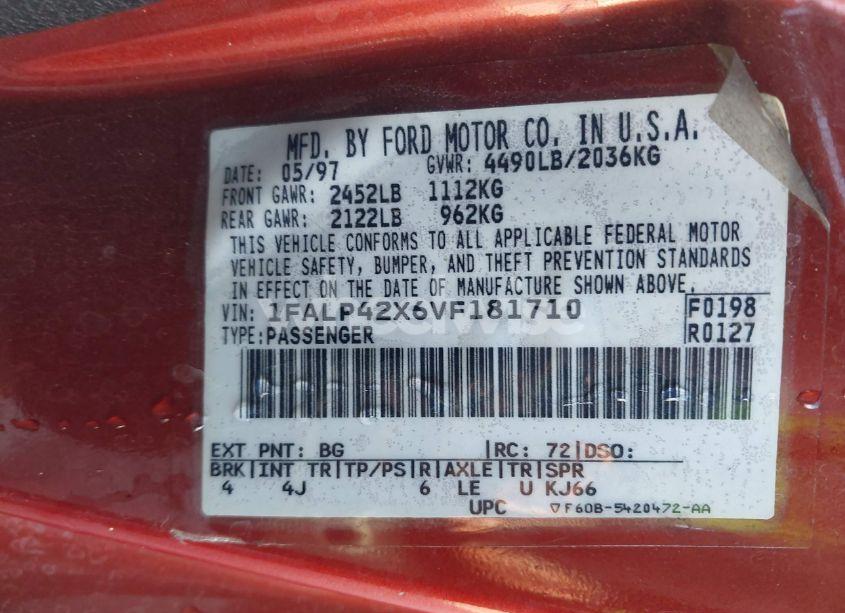 MFD. BY FORD MOTOR CO. IN U.S.A.
DATE: 05/97 GVWR: 4490LB/2036KG
FRONT GAWR: 2452LB 1112KG
REAR GAWR: 2122LB 962KG
THIS VEHICLE CONFORMS TO ALL APPLICABLE FEDERAL MOTOR
VEHICLE SAFETY, BUMPER, AND THEFT PREVENTION STANDARDS
IN EFFECT ON THE DATE OF MANUFACTURE SHOWN ABOVE.
VIN: 1FALP42X6VF181710 F0198
TYPE: PASSENGER R0127
EXT PNT: BG |RC: 72|DSO:
BRK|INT TR|TP/PS|R|AXLE|TR|SPR
4 4J 6 LE U KJ66
UPC ▽F60B-5420472-AA